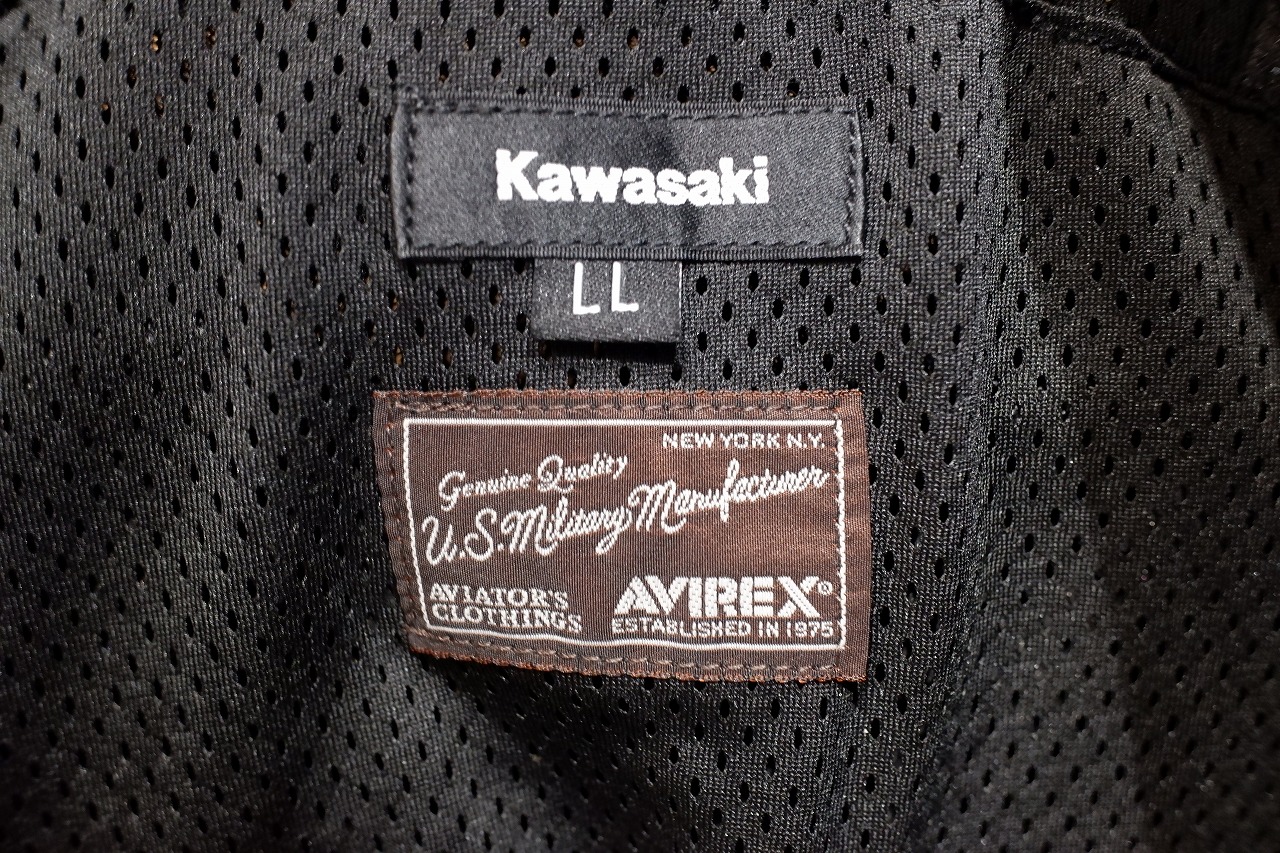 Kawasaki
LL
NEW YORK N.Y.
Genuine Quality
U.S. Military Manufacturer
AVIATOR'S
CLOTHINGS
AVIREX®
ESTABLISHED IN 1975